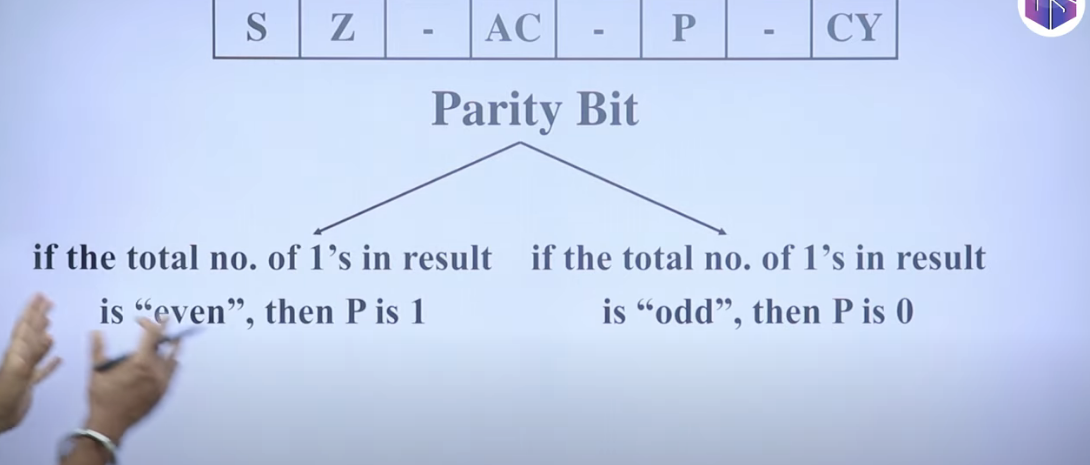 S Z - AC - P - CY
Parity Bit
if the total no. of 1’s in result
is “even”, then P is 1
if the total no. of 1’s in result
is “odd”, then P is 0